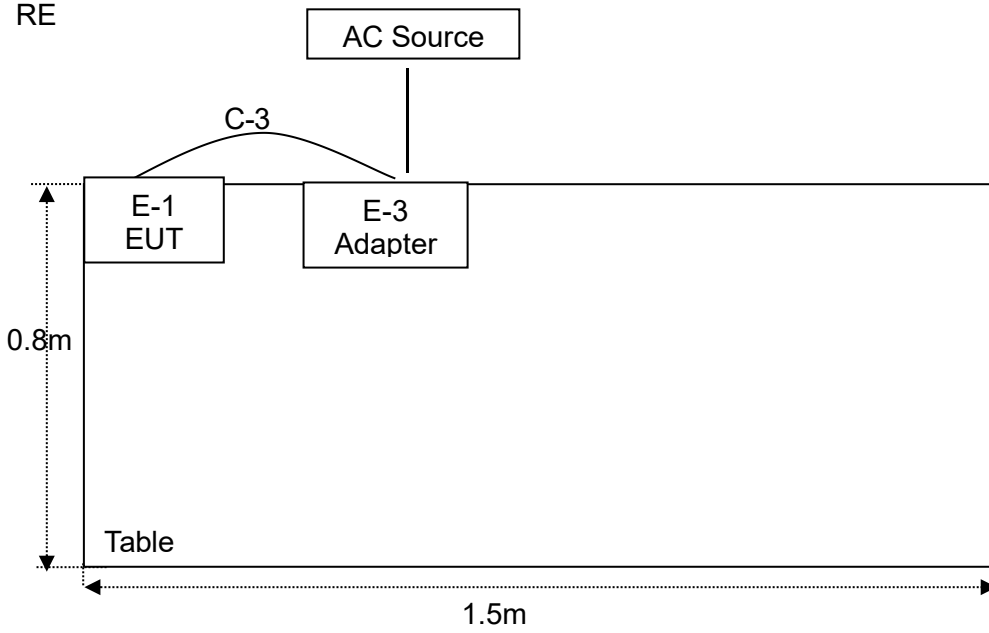 RE
AC Source
C-3
E-1
EUT
E-3
Adapter
0.8m
Table
1.5m